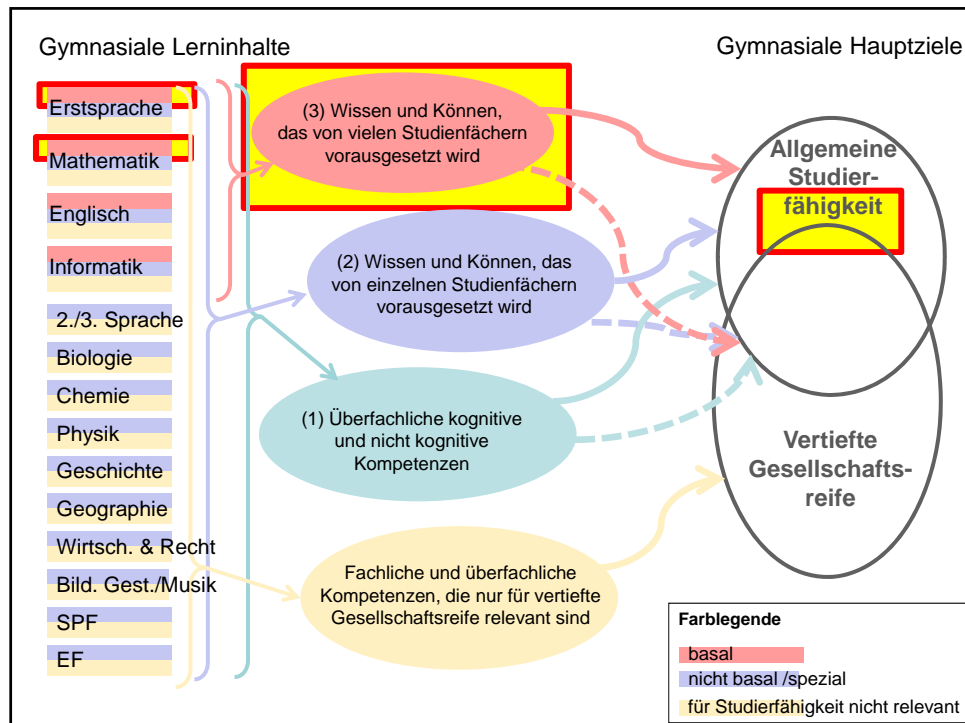 Gymnasiale Lerninhalte
Gymnasiale Hauptziele
Erstsprache
Mathematik
Englisch
Informatik
2./3. Sprache
Biologie
Chemie
Physik
Geschichte
Geographie
Wirtsch. & Recht
Bild. Gest./Musik
SPF
EF
(3) Wissen und Können,
das von vielen Studienfächern
vorausgesetzt wird
(2) Wissen und Können, das
von einzelnen Studienfächern
vorausgesetzt wird
(1) Überfachliche kognitive
und nicht kognitive
Kompetenzen
Fachliche und überfachliche
Kompetenzen, die nur für vertiefte
Gesellschaftsreife relevant sind
Allgemeine
Studier-
fähigkeit
Vertiefte
Gesellschafts-
reife
Farblegende
basal
nicht basal /spezial
für Studierfähigkeit nicht relevant